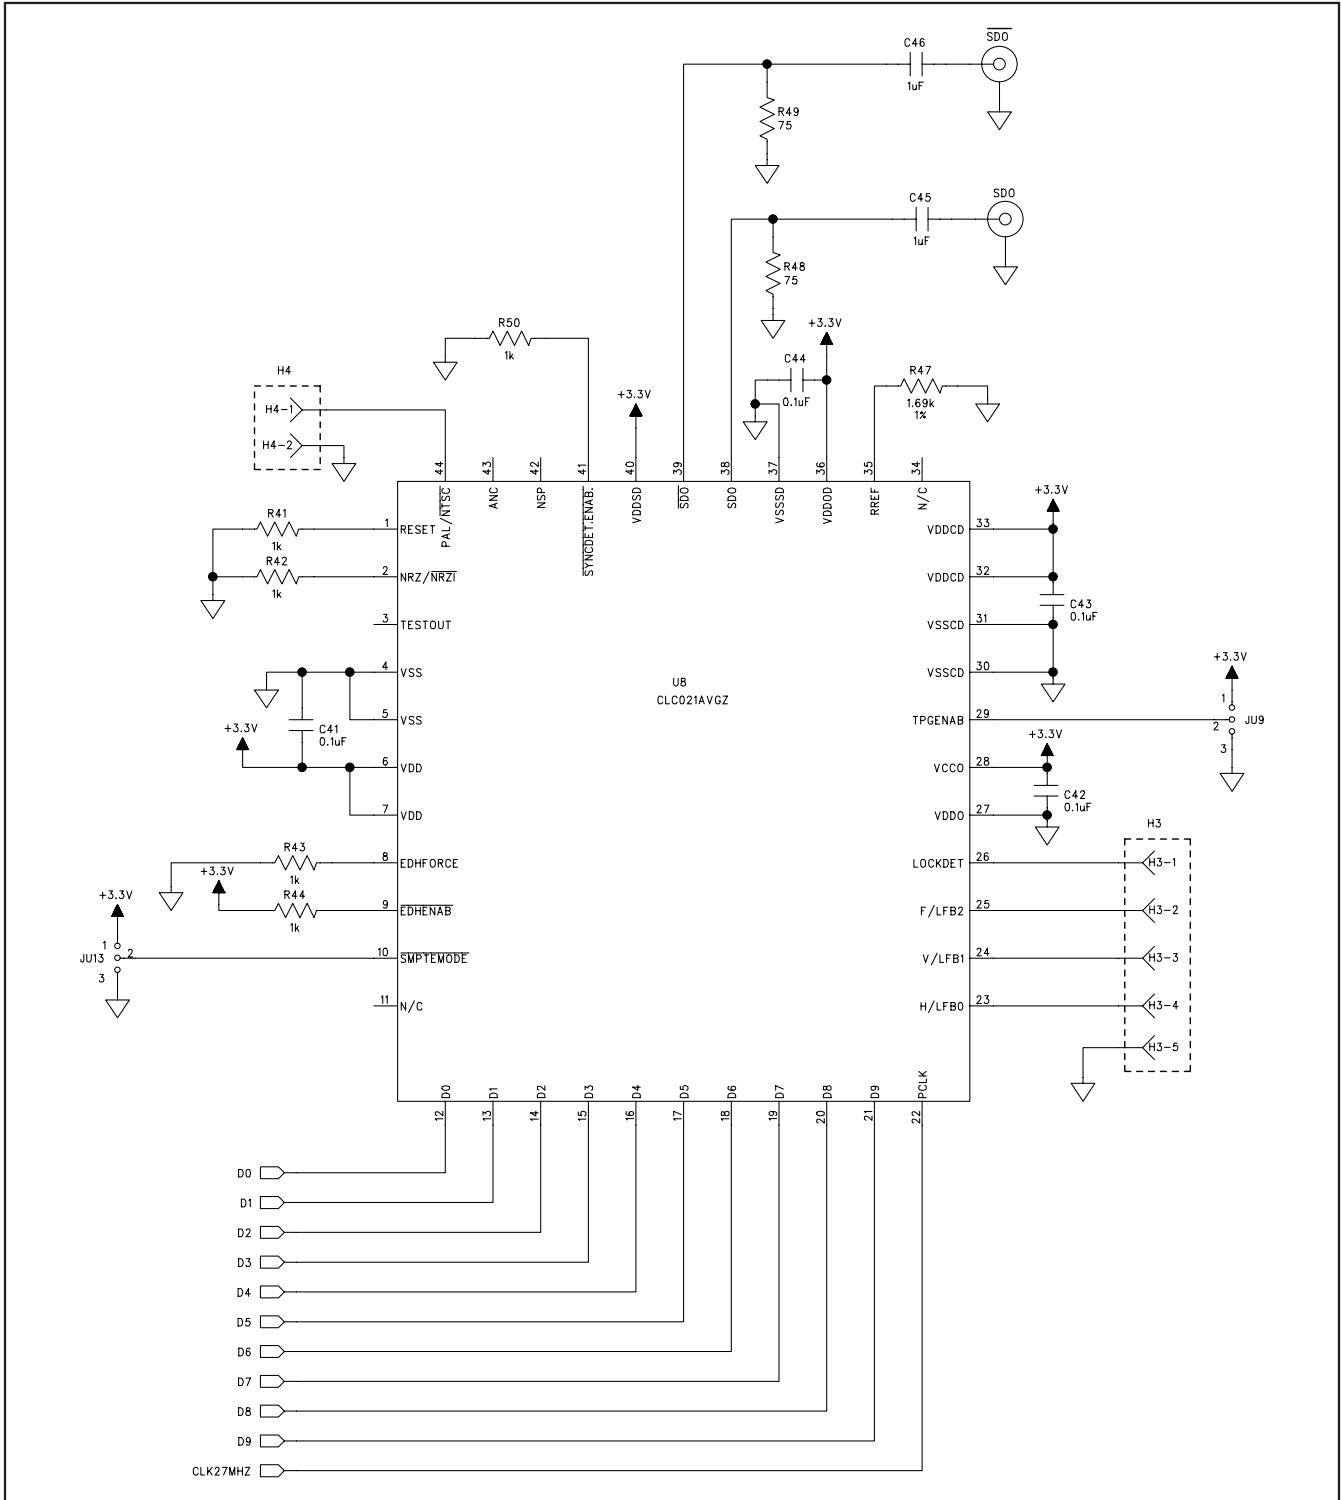 SDO
C46
1uF
R49
75
SDO
C45
1uF
R48
75
R50
1k
+3.3V
C44
0.1uF
R47
1.69k
1%
H4
H4-1
H4-2
+3.3V
44
43
42
41
40
39
38
37
36
35
34
PAL/NTSC
ANC
NSP
SYNCDET.ENAB.
VDDSD
SDO
SDO
VSSSD
VDDOD
RREF
N/C
R41
1k
1 RESET
R42
1k
2 NRZ/NRZI
3 TESTOUT
4 VSS
C41
0.1uF
5 VSS
+3.3V
6 VDD
7 VDD
R43
1k
8 EDHFORCE
+3.3V
R44
1k
9 EDHENAB
+3.3V
1
JU13 2
3
10 SMPTEMODE
11 N/C
U8
CLC021AVGZ
+3.3V
VDDCD 33
VDDCD 32
C43
0.1uF
VSSCD 31
VSSCD 30
+3.3V
1
2
3
JU9
TPGENAB 29
+3.3V
VCCO 28
C42
0.1uF
VDDO 27
H3
LOCKDET 26 H3-1
F/LFB2 25 H3-2
V/LFB1 24 H3-3
H/LFB0 23 H3-4
H3-5
D0
D1
D2
D3
D4
D5
D6
D7
D8
D9
PCLK
12
13
14
15
16
17
18
19
20
21
22
D0
D1
D2
D3
D4
D5
D6
D7
D8
D9
CLK27MHZ